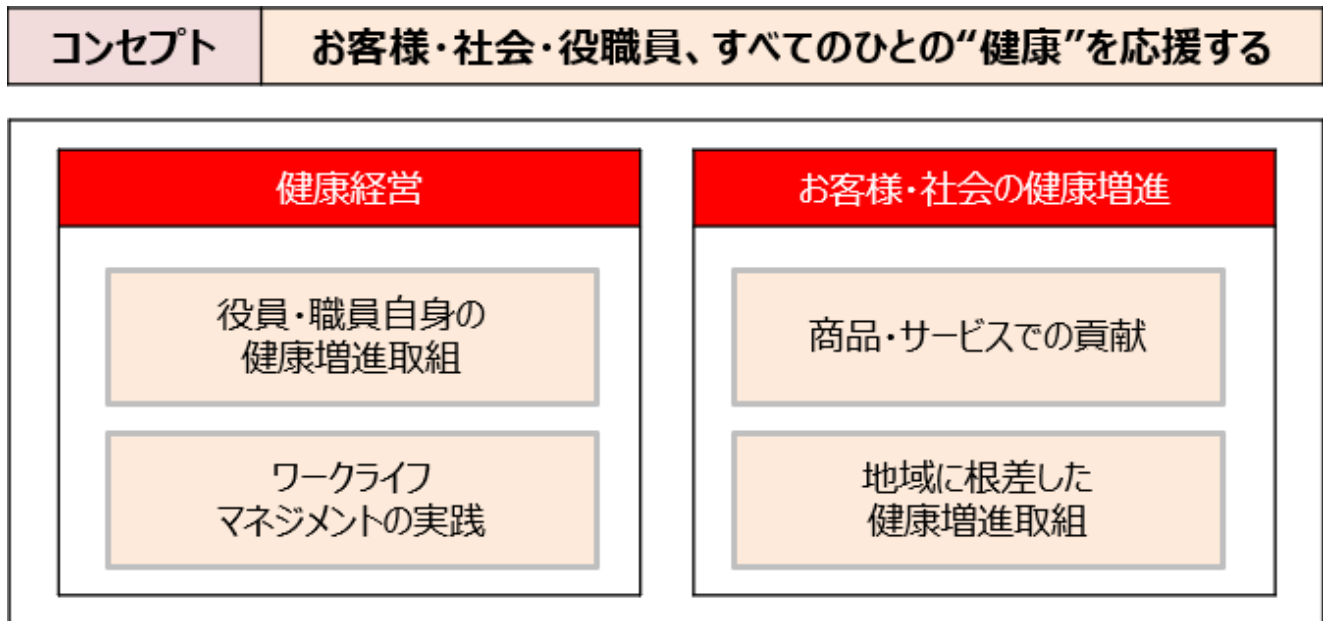 コンセプト
お客様・社会・役職員、すべてのひとの“健康”を応援する
健康経営
役員・職員自身の
健康増進取組
ワークライフ
マネジメントの実践
お客様・社会の健康増進
商品・サービスでの貢献
地域に根差した
健康増進取組